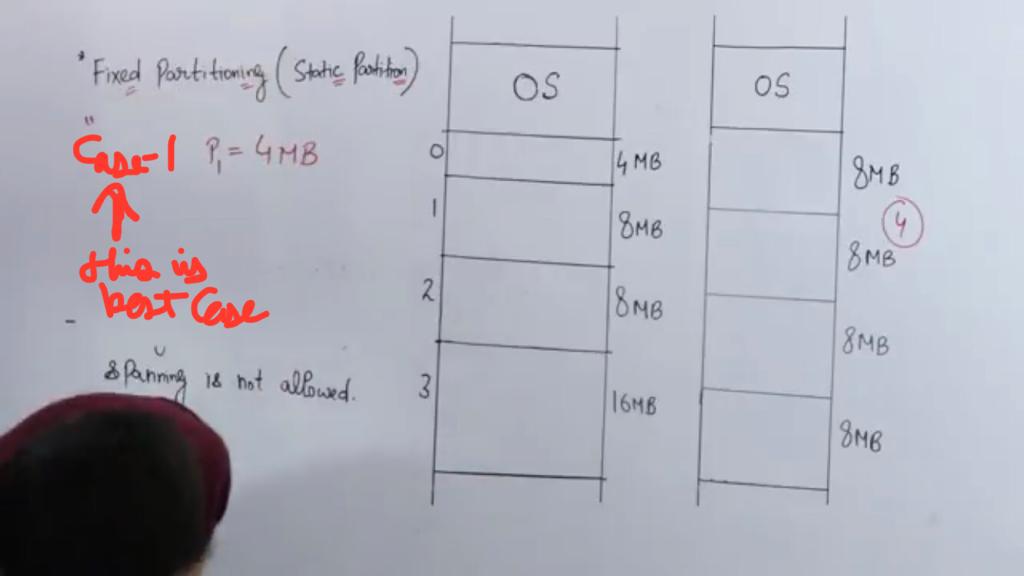 * Fixed Partitioning (Static Partition)
Case-1 P1 = 4MB
this is
best Case
Spanning is not allowed.
OS
0 4MB
1 8MB
2 8MB
3 16MB
OS
8MB
4
8MB
8MB
8MB